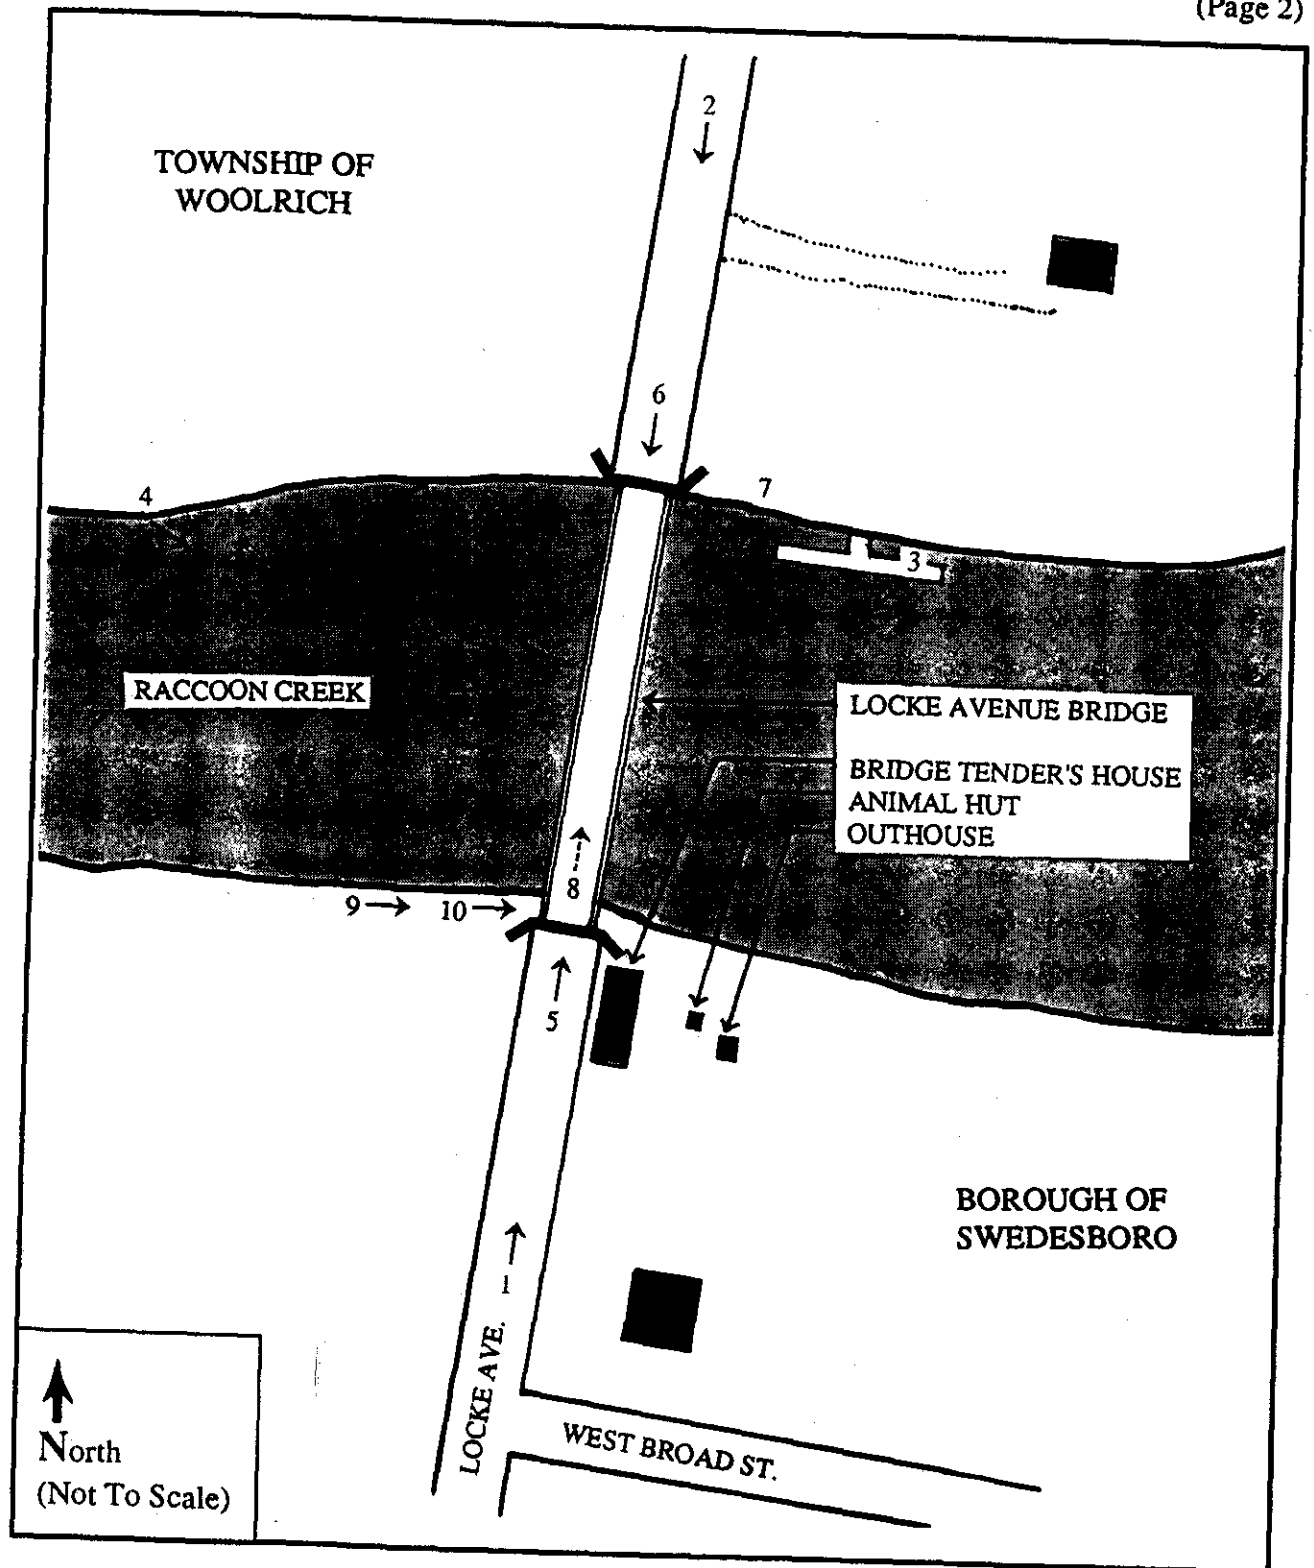 (Page 2)
2
TOWNSHIP OF
WOOLRICH
6
4
7
3
RACCOON CREEK
LOCKE AVENUE BRIDGE
BRIDGE TENDER'S HOUSE
ANIMAL HUT
OUTHOUSE
8
9
10
5
BOROUGH OF
SWEDESBORO
1
LOCKE AVE.
WEST BROAD ST.
North
(Not To Scale)